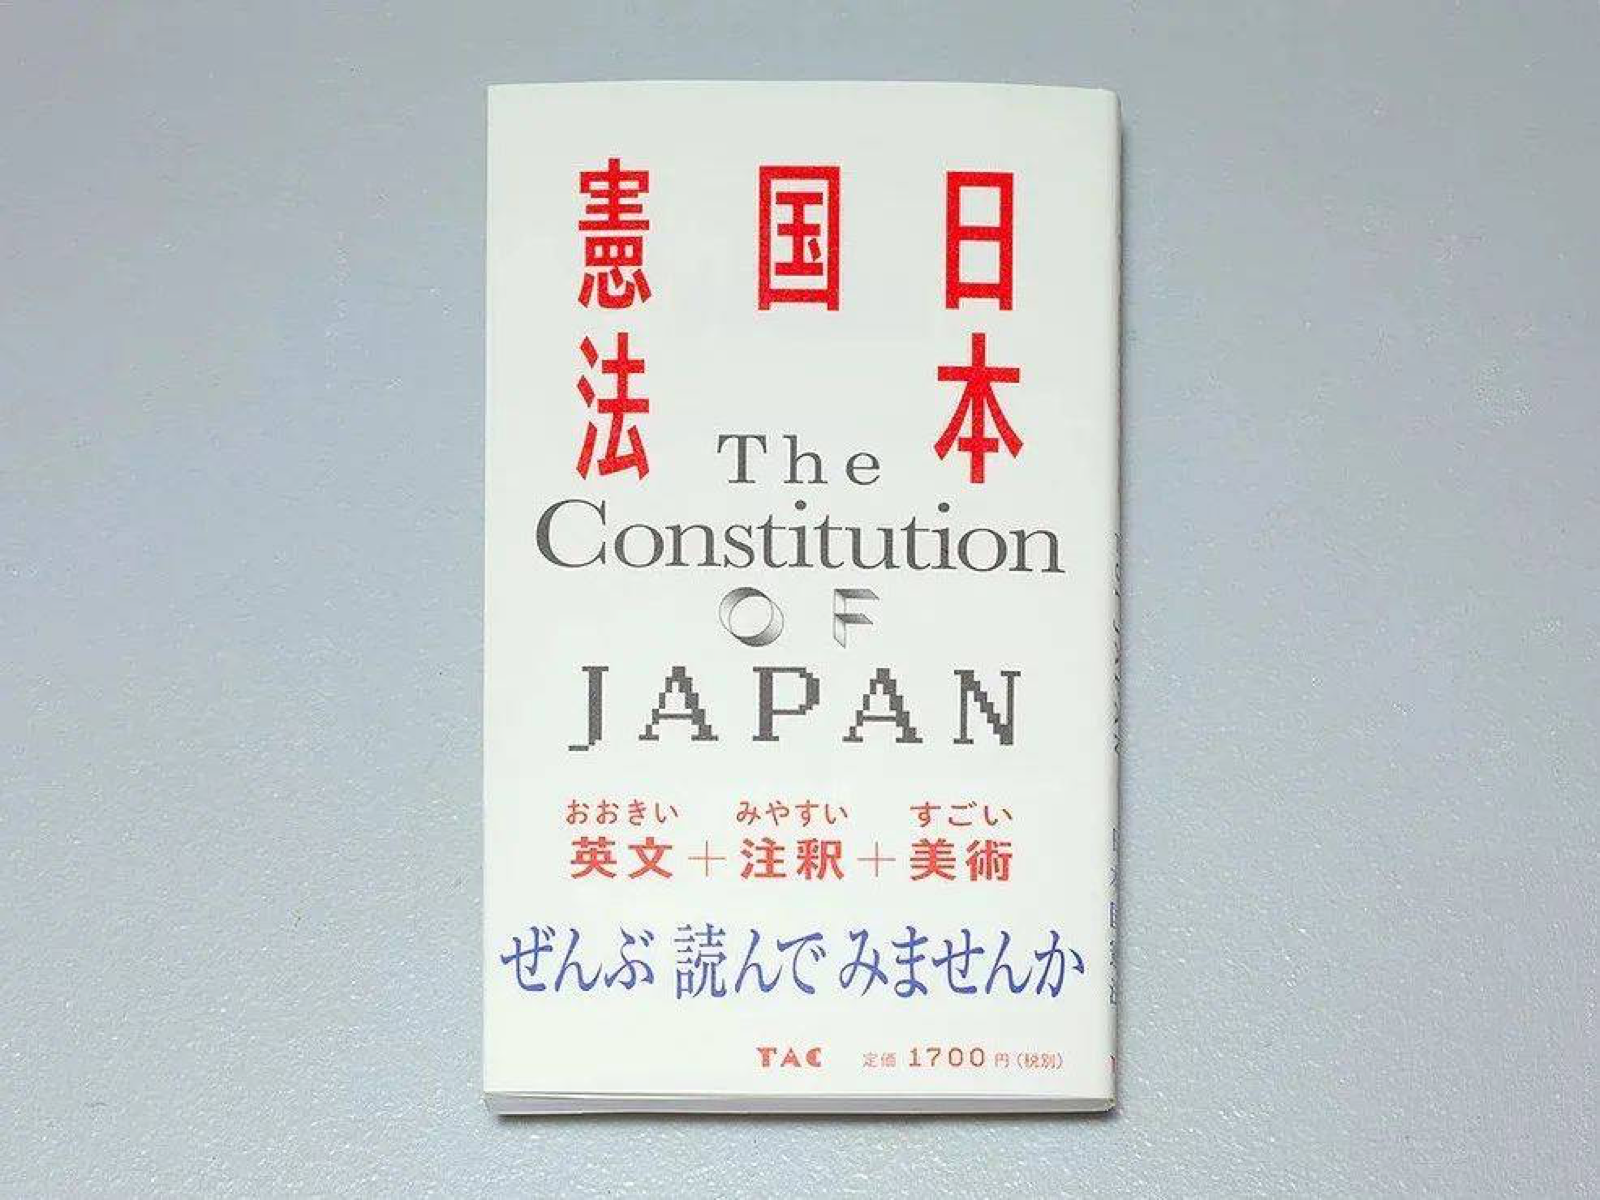 日本
国
憲法
The
Constitution
OF
JAPAN
おおきい みやすい すごい
英文＋注釈＋美術
ぜんぶ 読んで みませんか
TAC 定価 1700 円（税別）